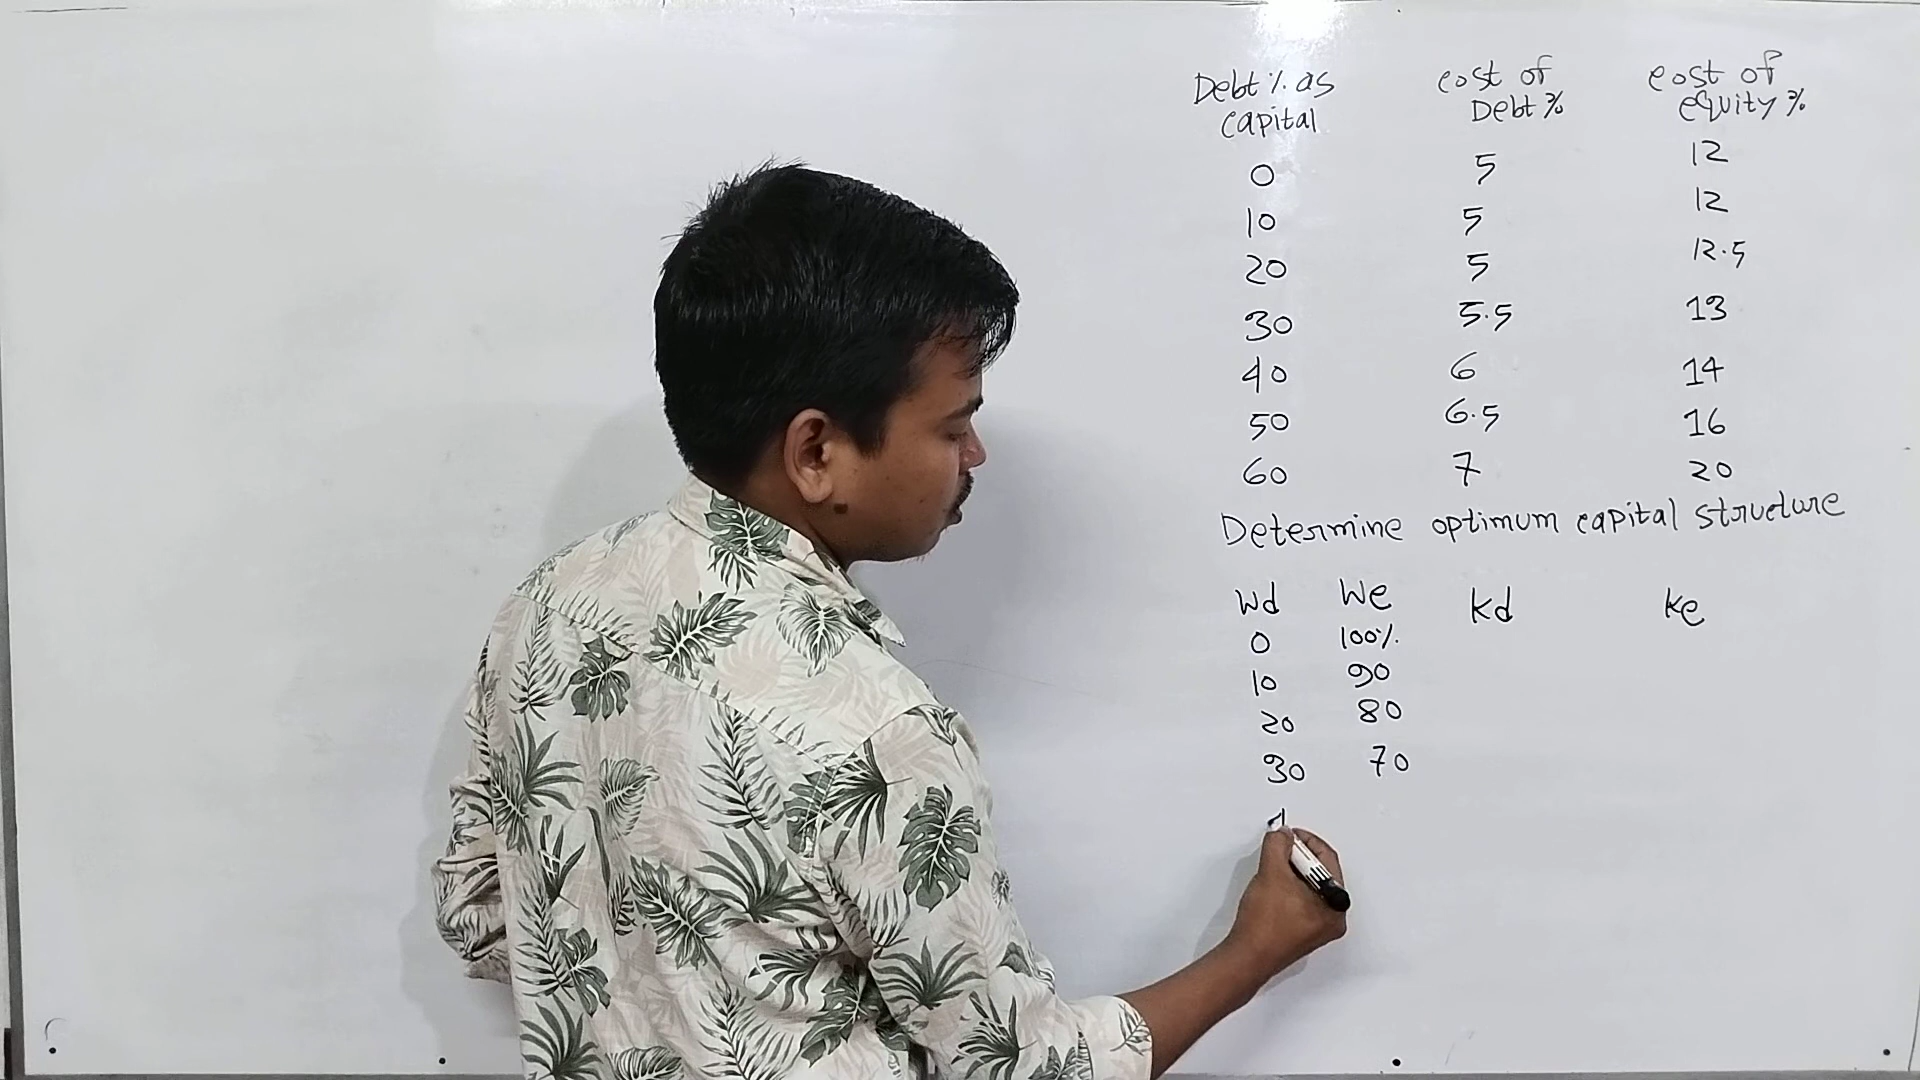 Debt % as capital cost of Debt % cost of equity %
0 5 12
10 5 12
20 5 12.5
30 5.5 13
40 6 14
50 6.5 16
60 7 20
Determine optimum capital structure
Wd We Kd Ke
0 100%.
10 90
20 80
30 70